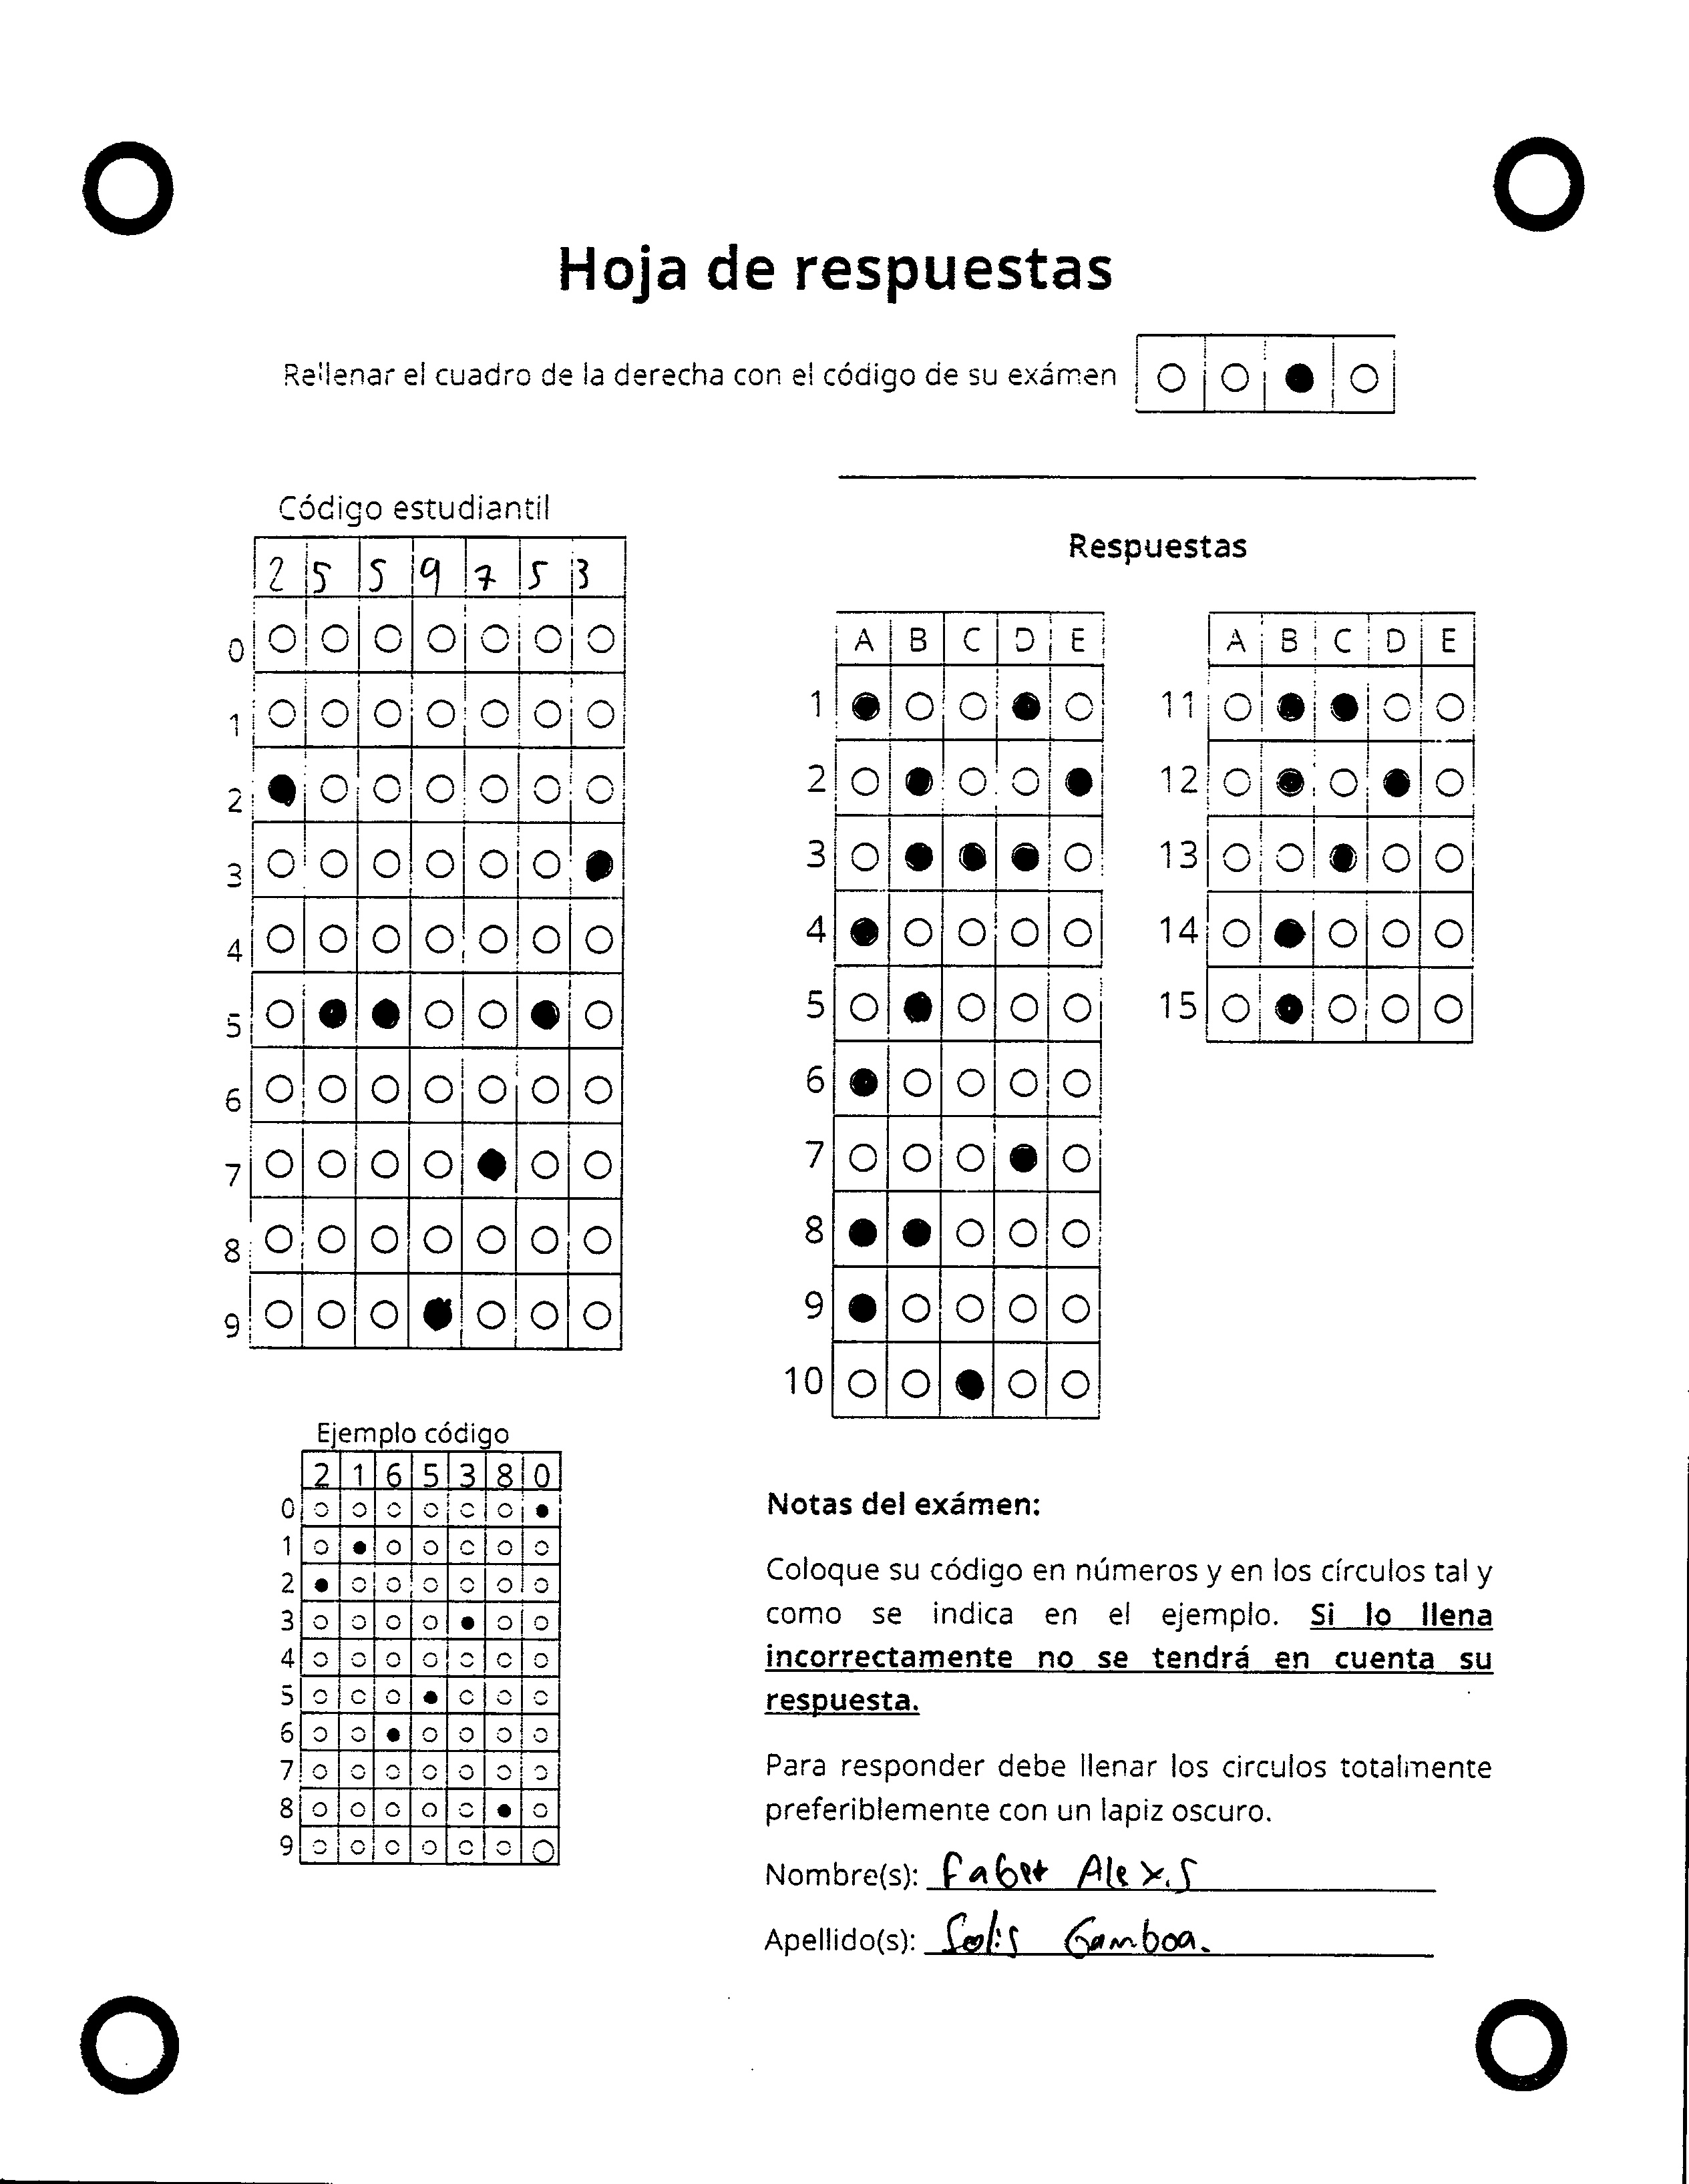 Hoja de respuestas
Rellenar el cuadro de la derecha con el código de su exámen
Código estudiantil
2 5 5 9 7 5 3
0
1
2
3
4
5
6
7
8
9
Respuestas
A B C D E
1
2
3
4
5
6
7
8
9
10
A B C D E
11
12
13
14
15
Ejemplo código
2 1 6 5 3 8 0
0
1
2
3
4
5
6
7
8
9
Notas del exámen:
Coloque su código en números y en los círculos tal y
como se indica en el ejemplo. Si lo llena
incorrectamente no se tendrá en cuenta su
respuesta.
Para responder debe llenar los circulos totalmente
preferiblemente con un lapiz oscuro.
Nombre(s): Alexis
Apellido(s): Solis Gamboa.